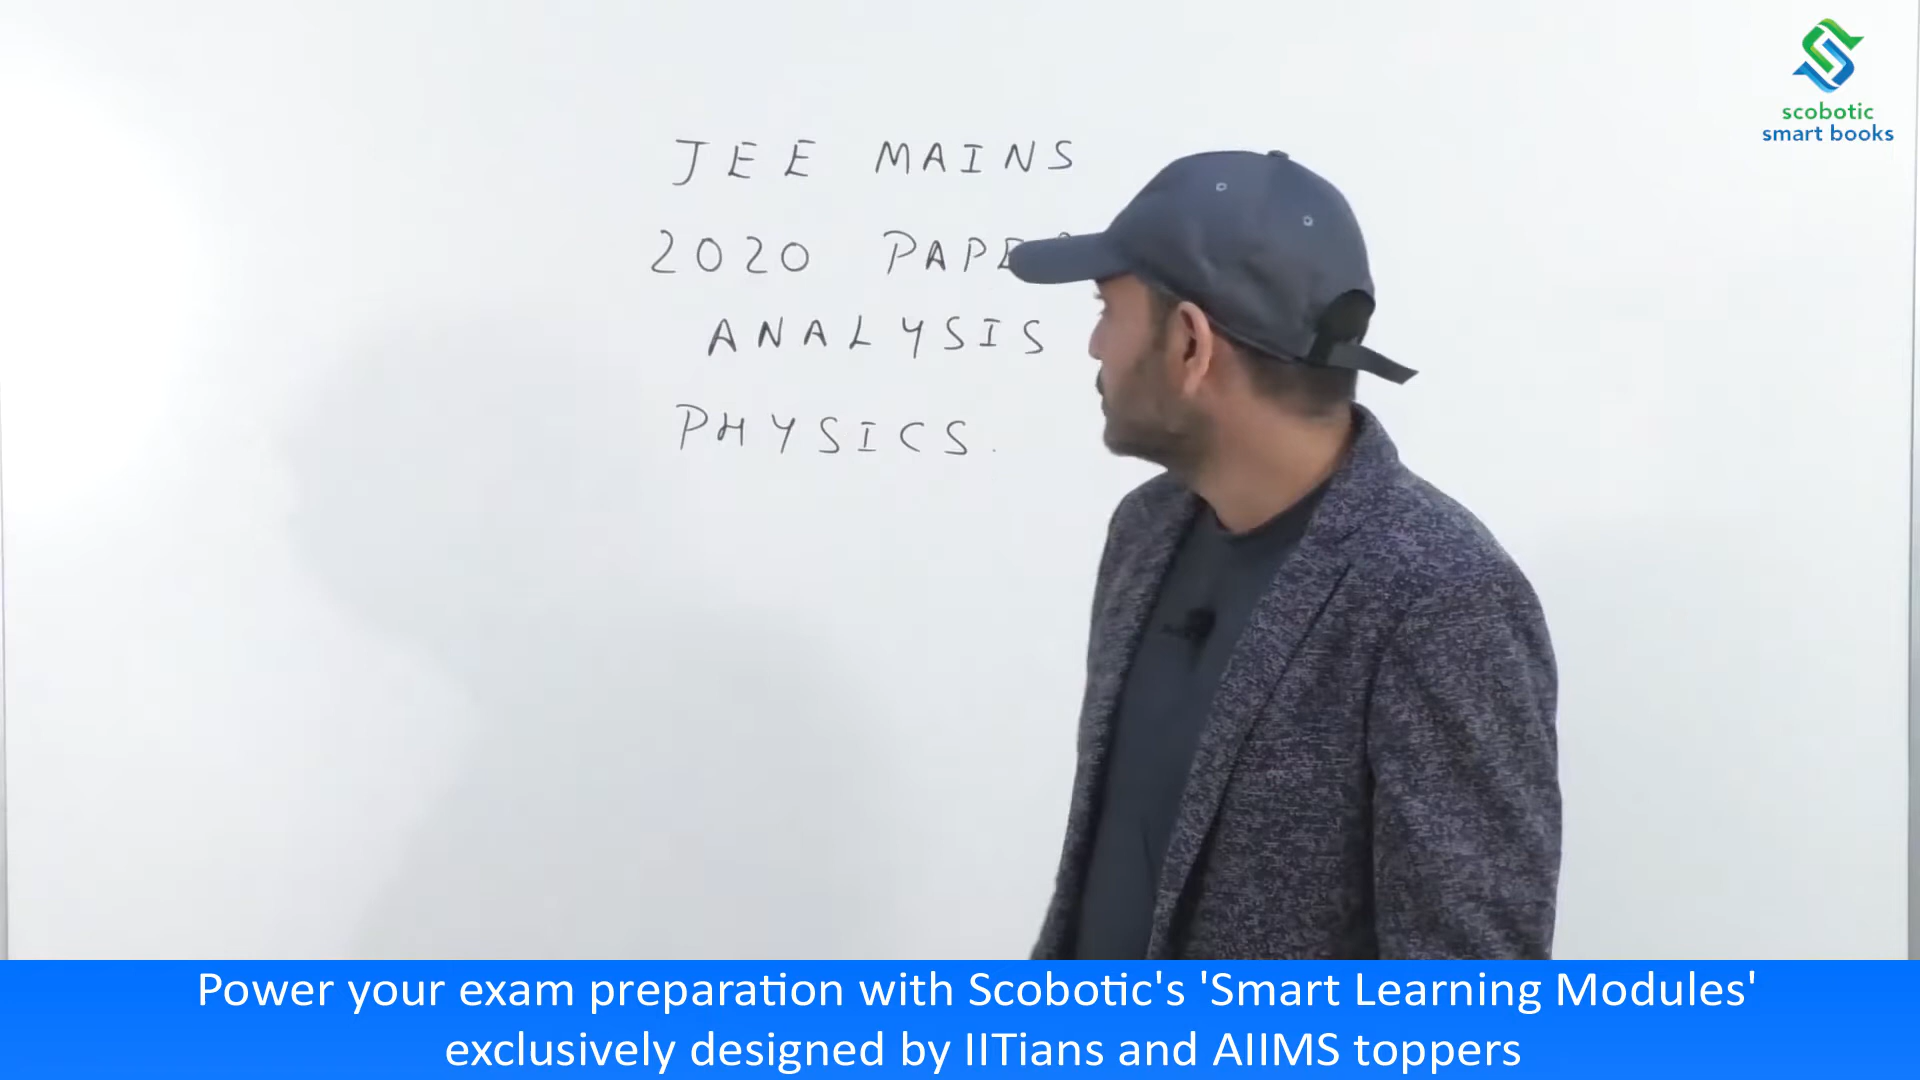 scobotic
smart books
JEE MAINS
2020
ANALYSIS
PHYSICS.
Power your exam preparation with Scobotic's 'Smart Learning Modules'
exclusively designed by IITians and AIIMS toppers